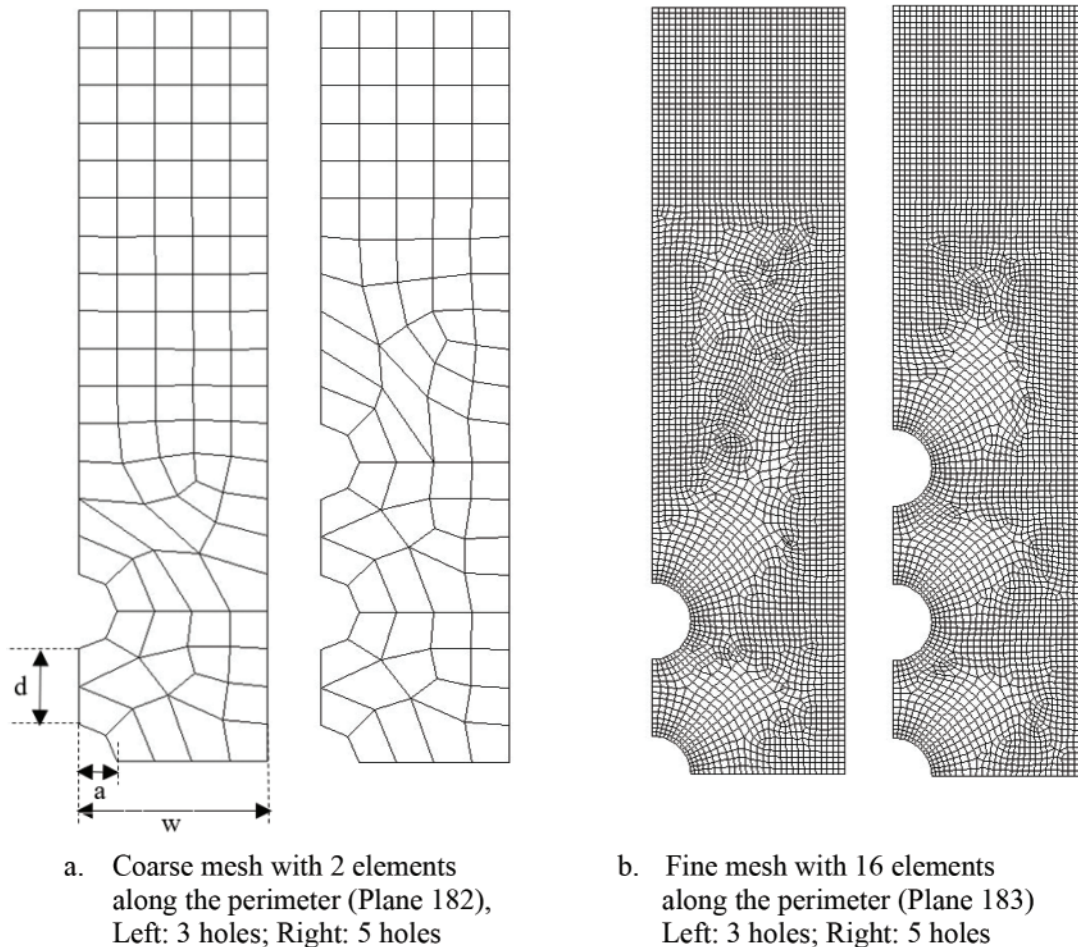 d
a
w
a. Coarse mesh with 2 elements
along the perimeter (Plane 182),
Left: 3 holes; Right: 5 holes
b. Fine mesh with 16 elements
along the perimeter (Plane 183)
Left: 3 holes; Right: 5 holes